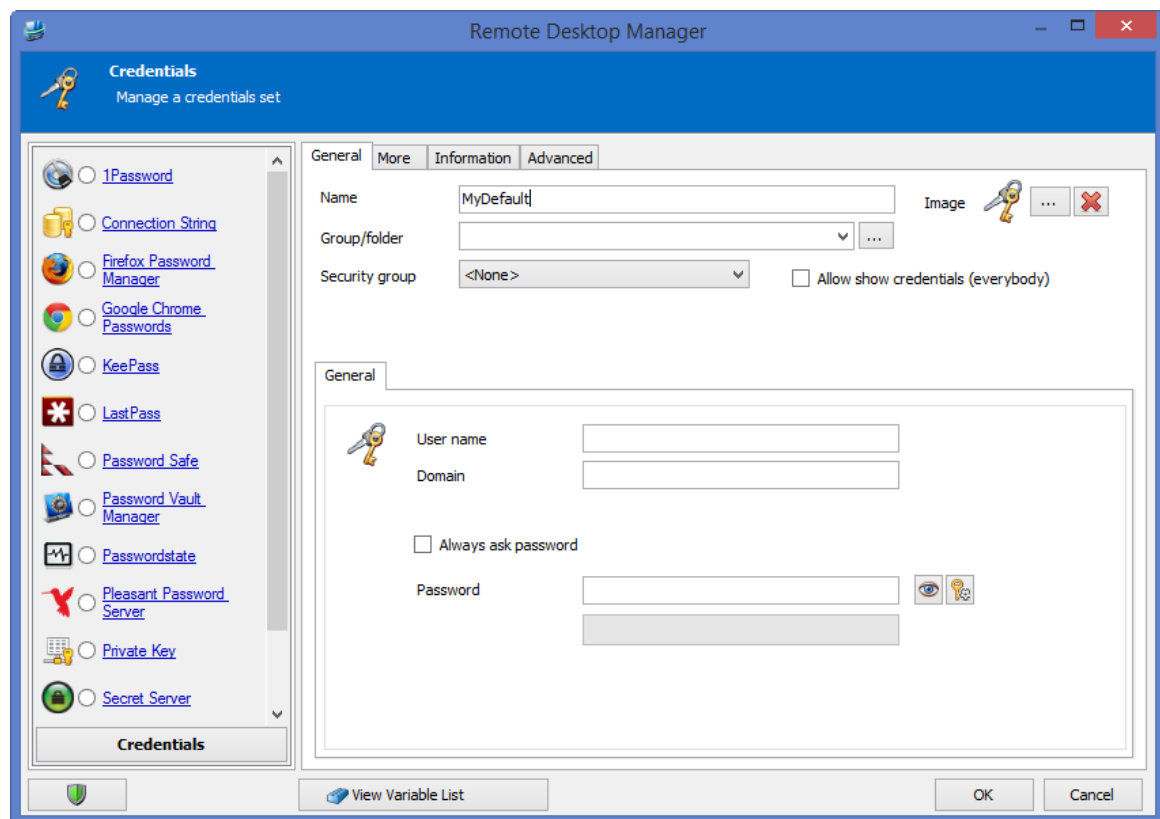 Remote Desktop Manager
Credentials
Manage a credentials set
1Password
Connection String
Firefox Password
Manager
Google Chrome
Passwords
KeePass
LastPass
Password Safe
Password Vault
Manager
Passwordstate
Pleasant Password
Server
Private Key
Secret Server
Credentials
General More Information Advanced
Name MyDefault Image ...
Group/folder ...
Security group <None> Allow show credentials (everybody)
General
User name
Domain
Always ask password
Password
View Variable List OK Cancel